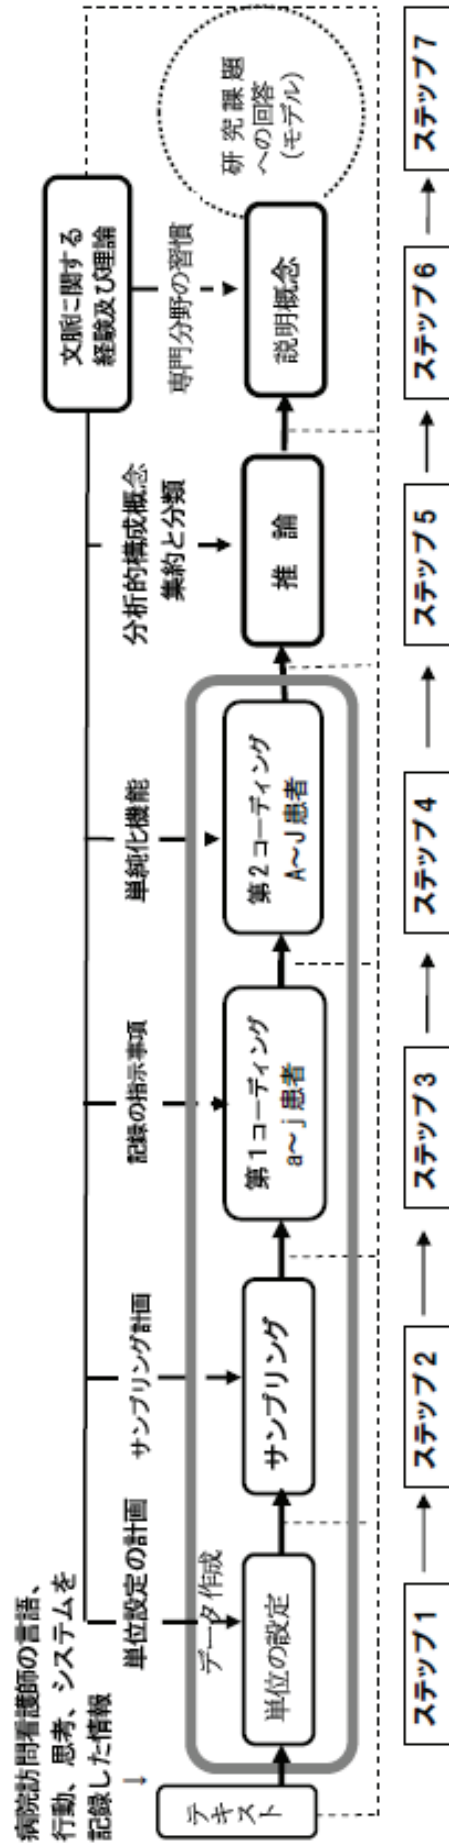 病院訪問看護師の言語、
行動、思考、システムを
記録した情報
↓
テキスト
文脈に関する
経験及び理論
単位設定の計画
サンプリング計画
記録の指示事項
単純化機能
分析的構成概念
集約と分類
専門分野の習慣
データ作成
単位の設定
サンプリング
第1コーディング
a～j患者
第2コーディング
A～J患者
推 論
説明概念
研究課題
への回答
(モデル)
ステップ1
ステップ2
ステップ3
ステップ4
ステップ5
ステップ6
ステップ7